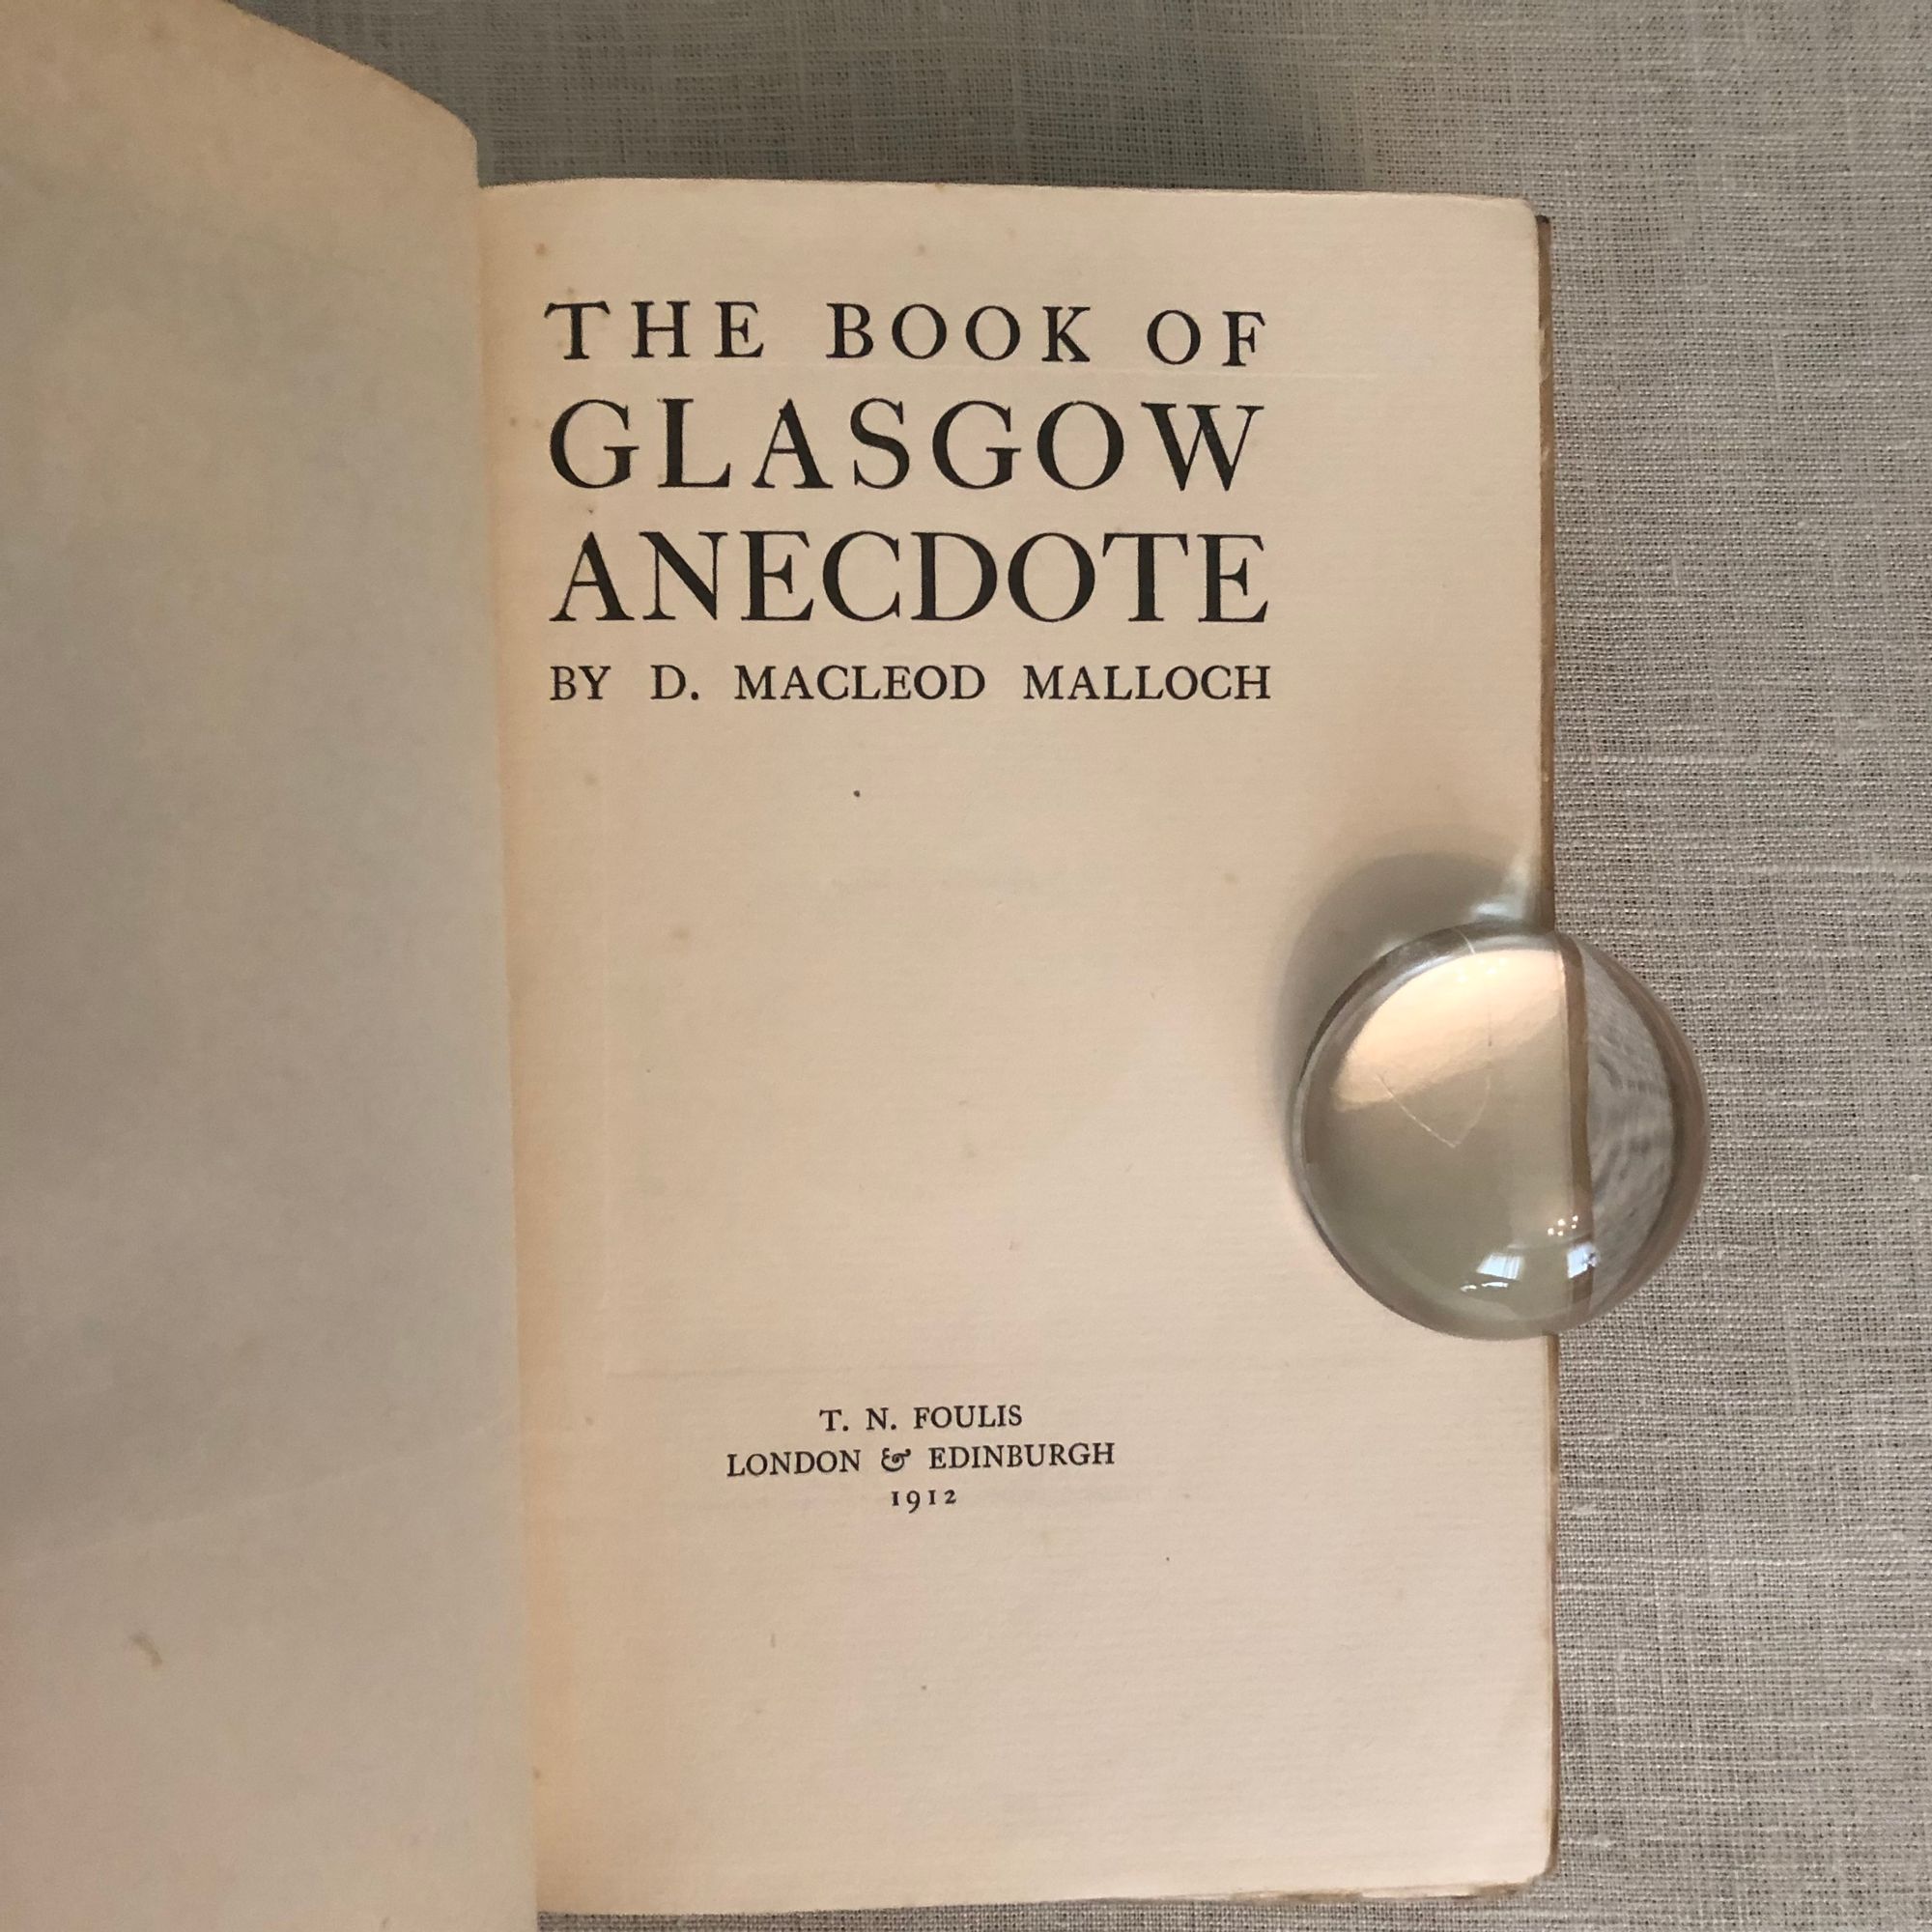 THE BOOK OF
GLASGOW
ANECDOTE
BY D. MACLEOD MALLOCH
T. N. FOULIS
LONDON & EDINBURGH
1912